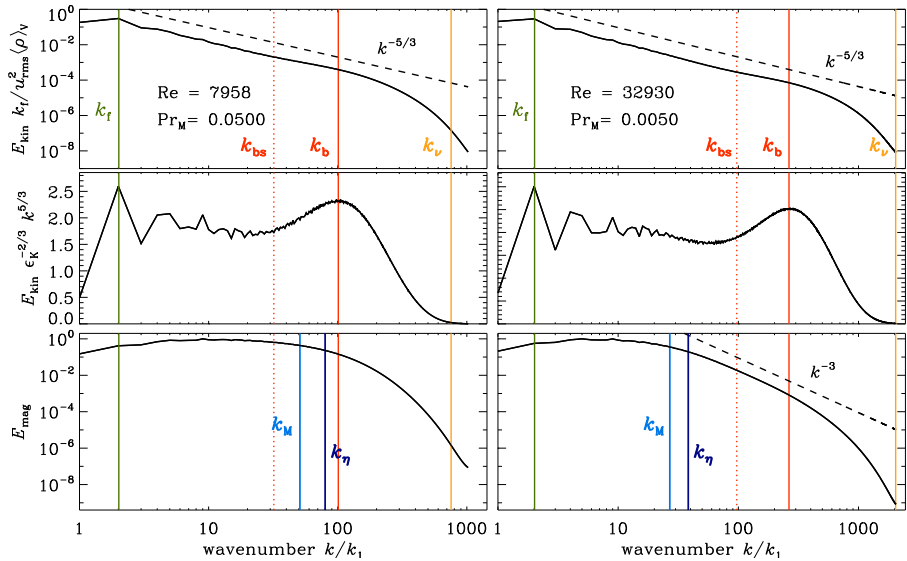 E_kin k_f/u²_rms⟨ρ⟩_V
10⁰
10⁻²
10⁻⁴
10⁻⁶
10⁻⁸
k^{-5/3}
Re = 7958
Pr_M= 0.0500
k_f
k_bs
k_b
k_ν
k^{-5/3}
Re = 32930
Pr_M= 0.0050
k_f
k_bs
k_b
k_ν
E_kin ϵ_K^{-2/3} k^{5/3}
2.5
2.0
1.5
1.0
0.5
0.0
E_mag
10⁰
10⁻²
10⁻⁴
10⁻⁶
10⁻⁸
k_M
k_η
k⁻³
k_M
k_η
1 10 100 1000
1 10 100 1000
wavenumber k/k_1
wavenumber k/k_1